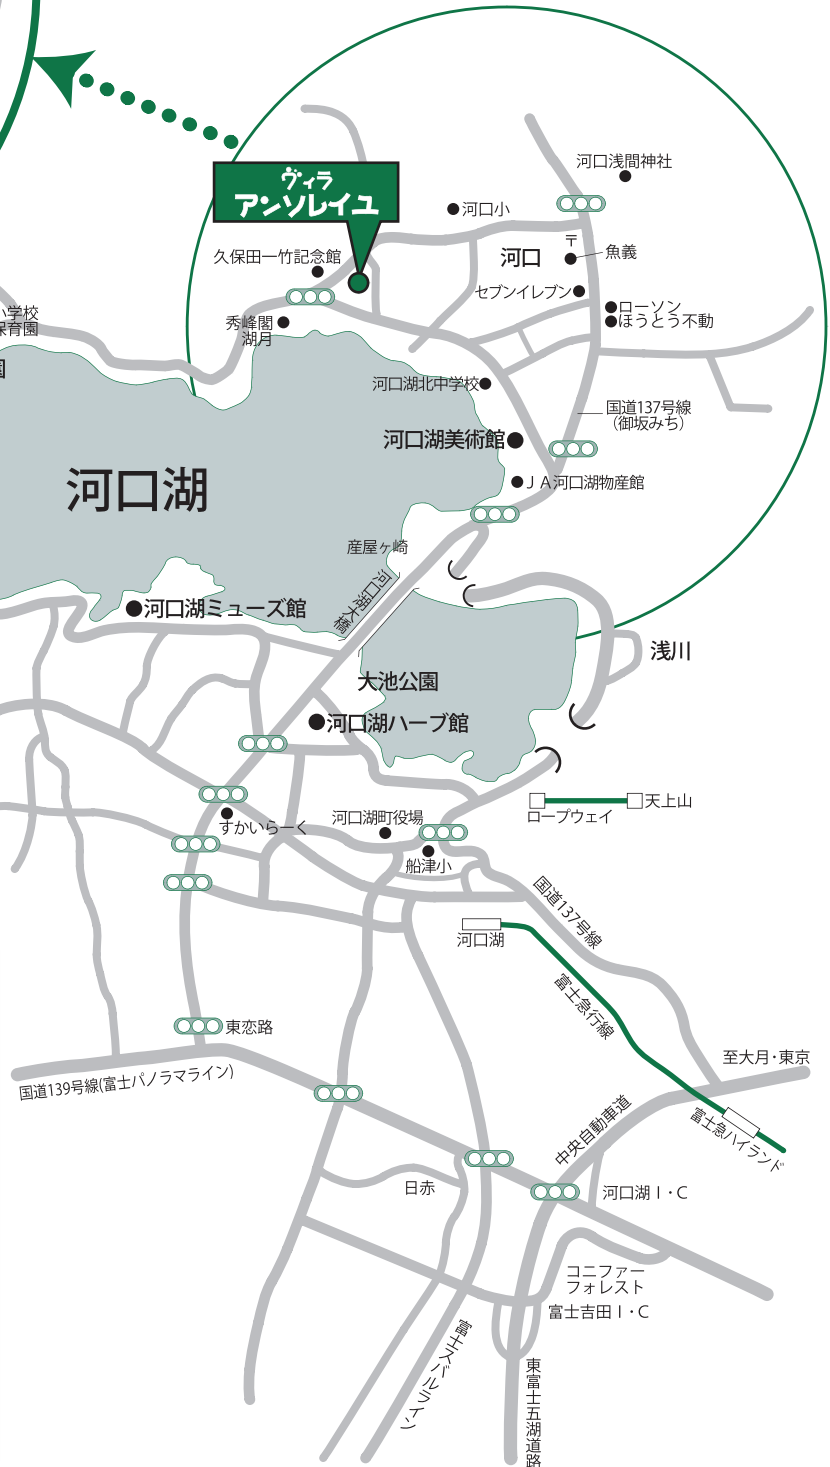 河口浅間神社
ヴィラ
アンソレイユ
河口小
久保田一竹記念館
河口
〒
魚義
セブンイレブン
ローソン
ほうとう不動
小学校
保育園
園
秀峰閣
湖月
河口湖北中学校
国道137号線
(御坂みち)
河口湖美術館
河口湖
JA河口湖物産館
産屋ヶ崎
河口湖大橋
河口湖ミューズ館
浅川
大池公園
河口湖ハーブ館
天上山
ロープウェイ
すかいらーく
河口湖町役場
船津小
国道137号線
河口湖
富士急行線
東恋路
至大月・東京
国道139号線(富士パノラマライン)
富士急ハイランド
中央自動車道
日赤
河口湖I・C
コニファー
フォレスト
富士吉田I・C
富士スバルライン
東富士五湖道路